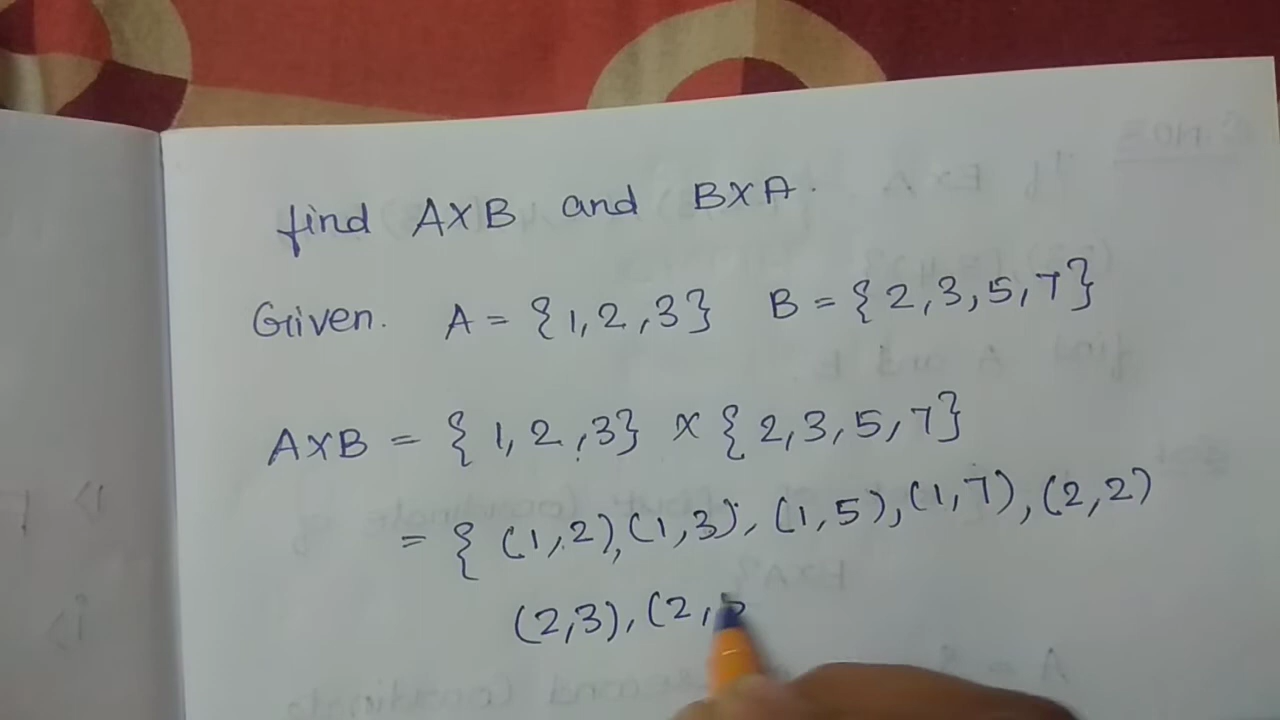 find A×B and B×A.
Given. A = {1,2,3} B = {2,3,5,7}
A×B = {1,2,3} × {2,3,5,7}
= { (1,2),(1,3), (1,5),(1,7), (2,2)
(2,3), (2,